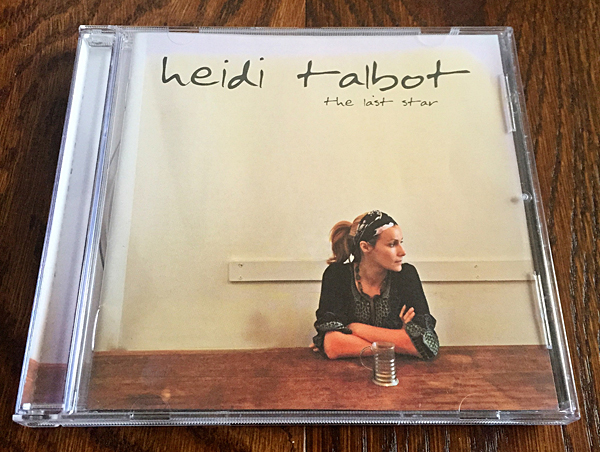 heidi talbot
the last star